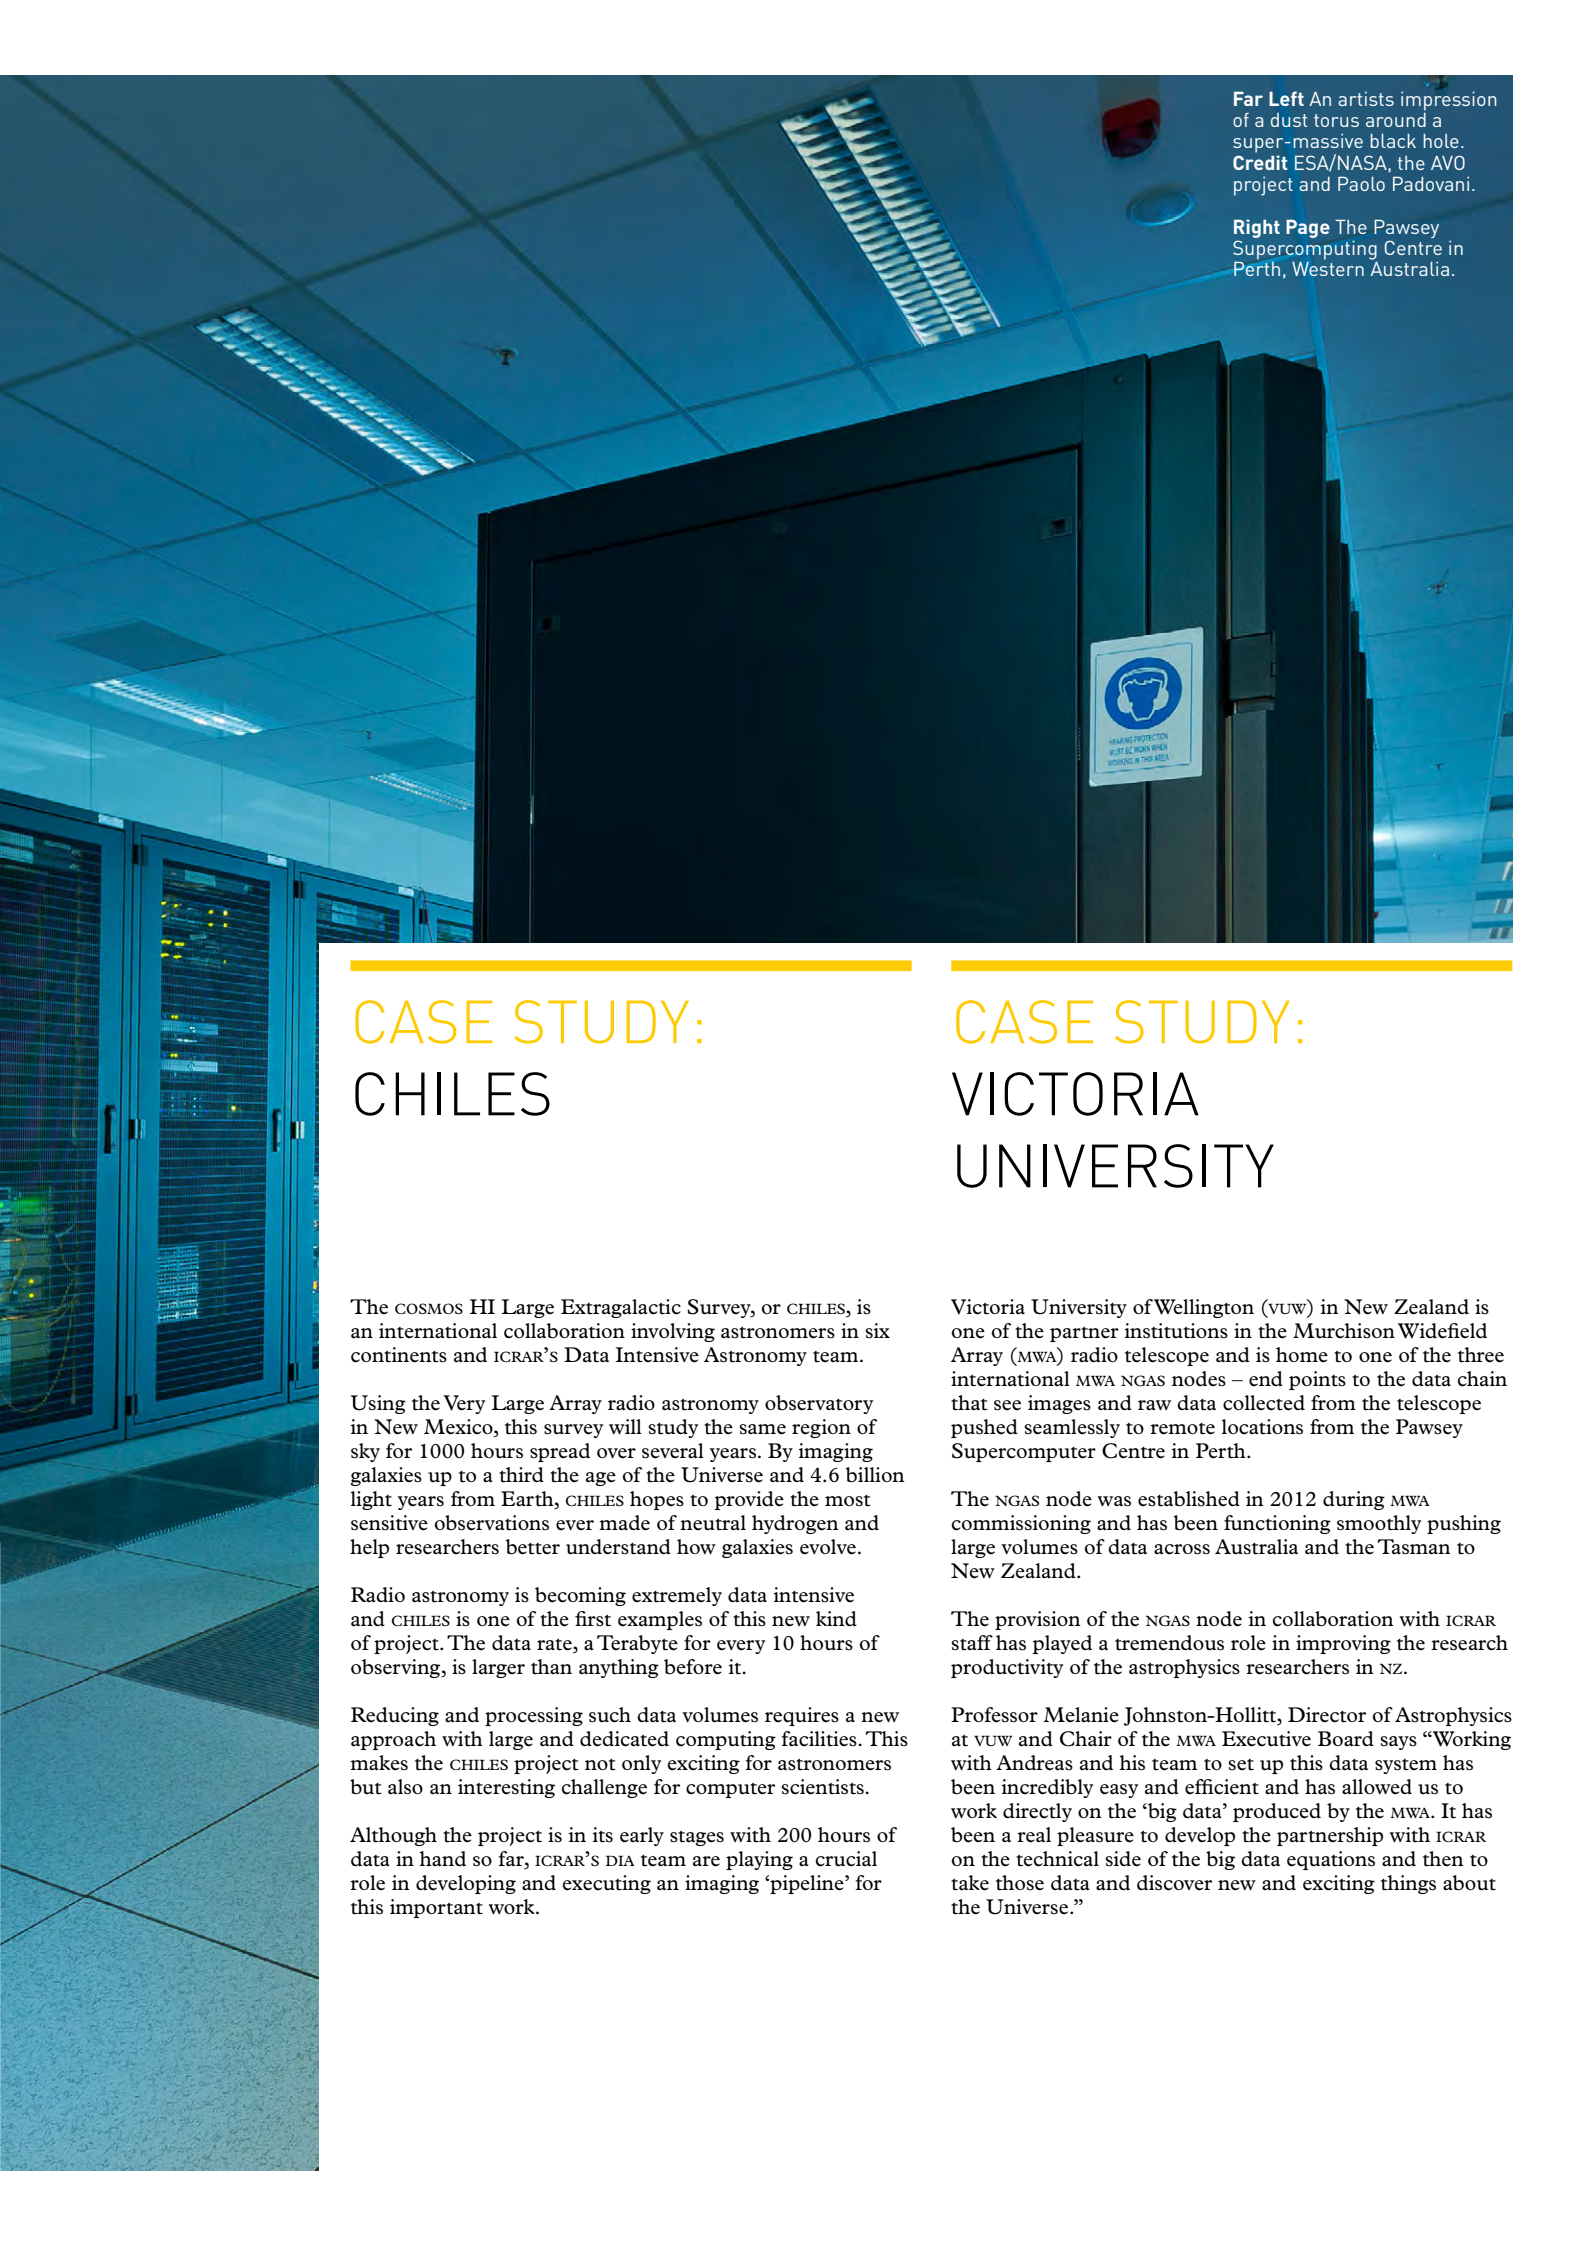 Far Left An artists impression
of a dust torus around a
super-massive black hole.
Credit ESA/NASA, the AVO
project and Paolo Padovani.
Right Page The Pawsey
Supercomputing Centre in
Perth, Western Australia.
HEARING PROTECTION
MUST BE WORN WHEN
WORKING IN THIS AREA
CASE STUDY:
CHILES
The COSMOS HI Large Extragalactic Survey, or CHILES, is
an international collaboration involving astronomers in six
continents and ICRAR’S Data Intensive Astronomy team.
Using the Very Large Array radio astronomy observatory
in New Mexico, this survey will study the same region of
sky for 1000 hours spread over several years. By imaging
galaxies up to a third the age of the Universe and 4.6 billion
light years from Earth, CHILES hopes to provide the most
sensitive observations ever made of neutral hydrogen and
help researchers better understand how galaxies evolve.
Radio astronomy is becoming extremely data intensive
and CHILES is one of the first examples of this new kind
of project. The data rate, a Terabyte for every 10 hours of
observing, is larger than anything before it.
Reducing and processing such data volumes requires a new
approach with large and dedicated computing facilities. This
makes the CHILES project not only exciting for astronomers
but also an interesting challenge for computer scientists.
Although the project is in its early stages with 200 hours of
data in hand so far, ICRAR’S DIA team are playing a crucial
role in developing and executing an imaging ‘pipeline’ for
this important work.
CASE STUDY:
VICTORIA
UNIVERSITY
Victoria University of Wellington (VUW) in New Zealand is
one of the partner institutions in the Murchison Widefield
Array (MWA) radio telescope and is home to one of the three
international MWA NGAS nodes – end points to the data chain
that see images and raw data collected from the telescope
pushed seamlessly to remote locations from the Pawsey
Supercomputer Centre in Perth.
The NGAS node was established in 2012 during MWA
commissioning and has been functioning smoothly pushing
large volumes of data across Australia and the Tasman to
New Zealand.
The provision of the NGAS node in collaboration with ICRAR
staff has played a tremendous role in improving the research
productivity of the astrophysics researchers in NZ.
Professor Melanie Johnston-Hollitt, Director of Astrophysics
at VUW and Chair of the MWA Executive Board says “Working
with Andreas and his team to set up this data system has
been incredibly easy and efficient and has allowed us to
work directly on the ‘big data’ produced by the MWA. It has
been a real pleasure to develop the partnership with ICRAR
on the technical side of the big data equations and then to
take those data and discover new and exciting things about
the Universe.”